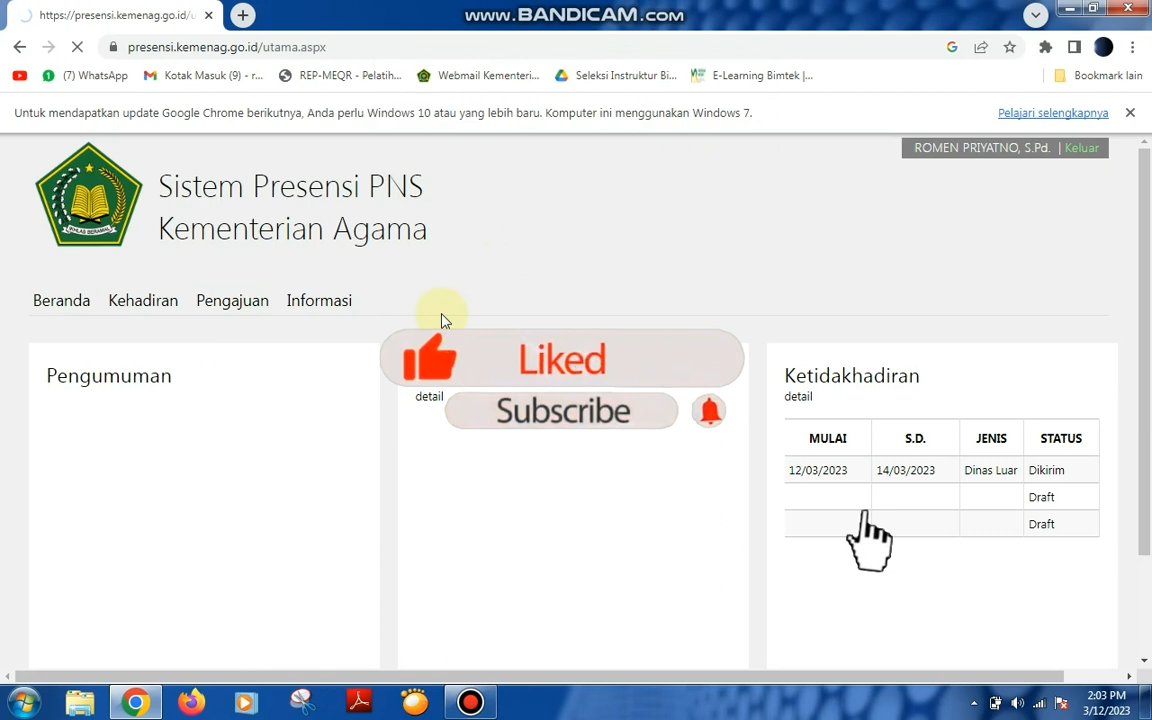 https://presensi.kemenag.go.id/u
www.BANDICAM.com
presensi.kemenag.go.id/utama.aspx
(7) WhatsApp
Kotak Masuk (9) - r...
REP-MEQR - Pelatih...
Webmail Kementeri...
Seleksi Instruktur Bi...
E-Learning Bimtek |...
Bookmark lain
Untuk mendapatkan update Google Chrome berikutnya, Anda perlu Windows 10 atau yang lebih baru. Komputer ini menggunakan Windows 7.
Pelajari selengkapnya
ROMEN PRIYATNO, S.Pd. | Keluar
Sistem Presensi PNS
Kementerian Agama
IKHLAS BERAMAL
Beranda Kehadiran Pengajuan Informasi
Liked
Subscribe
Pengumuman
detail
Ketidakhadiran
detail
MULAI S.D. JENIS STATUS
12/03/2023 14/03/2023 Dinas Luar Dikirim
Draft
Draft
2:03 PM
3/12/2023